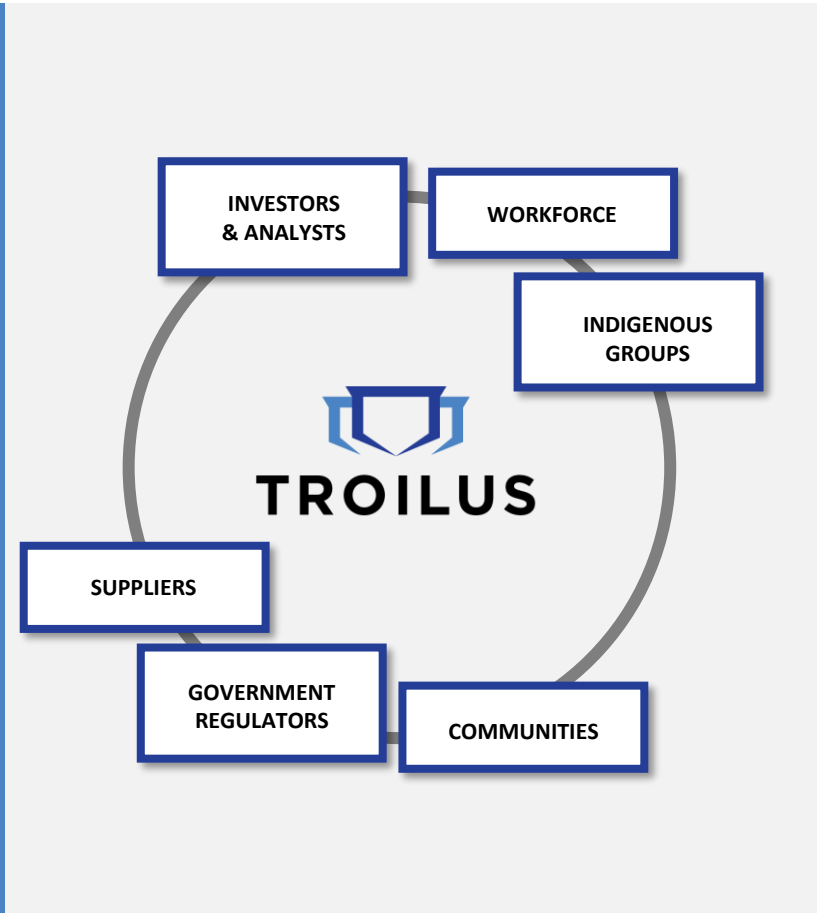 INVESTORS
& ANALYSTS
WORKFORCE
INDIGENOUS
GROUPS
TROILUS
SUPPLIERS
GOVERNMENT
REGULATORS
COMMUNITIES